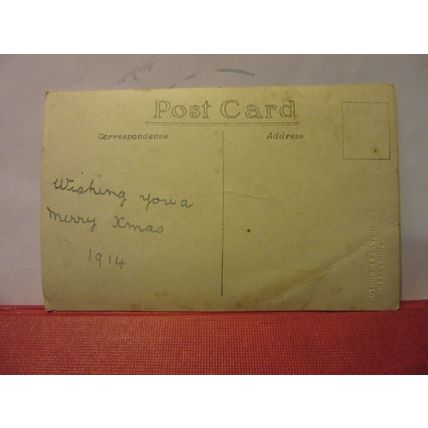 Post Card
Correspondence
Address
Wishing you a
Merry Xmas
1914